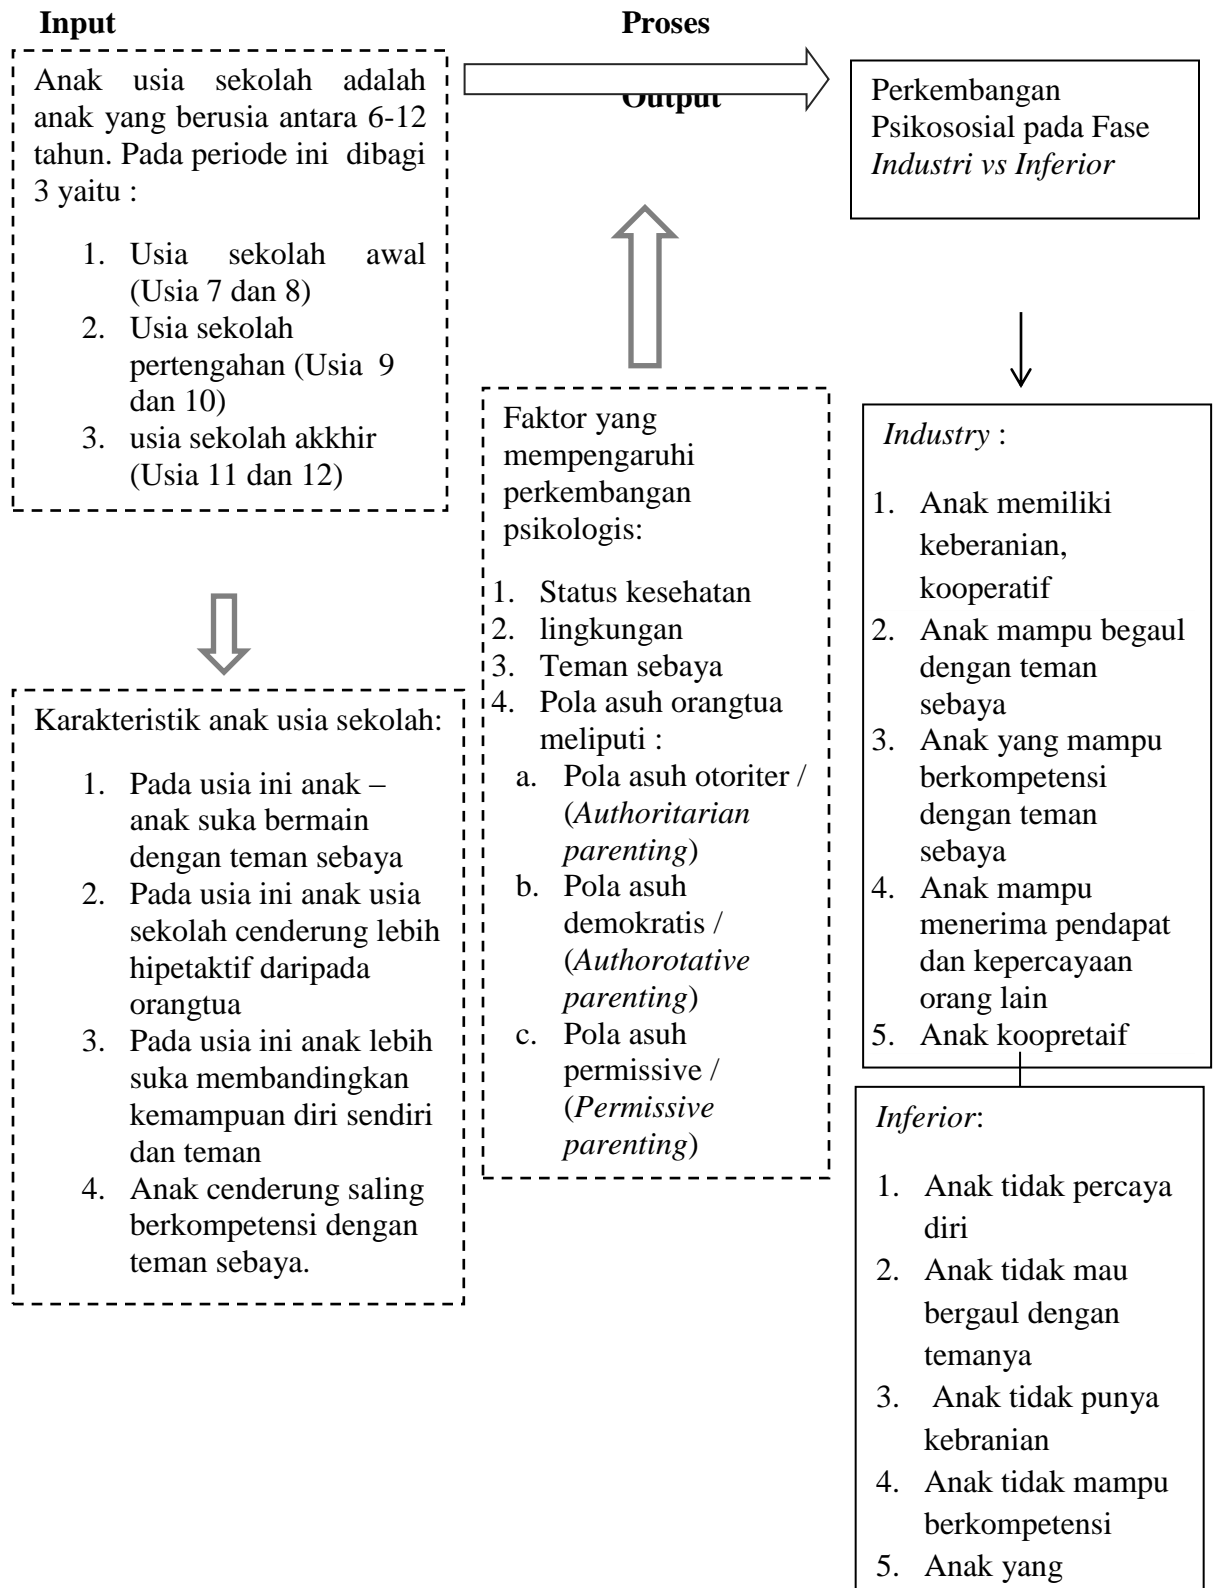 Input
Proses
Output
Anak usia sekolah adalah
anak yang berusia antara 6-12
tahun. Pada periode ini dibagi
3 yaitu :
1. Usia sekolah awal
(Usia 7 dan 8)
2. Usia sekolah
pertengahan (Usia 9
dan 10)
3. usia sekolah akkhir
(Usia 11 dan 12)
Karakteristik anak usia sekolah:
1. Pada usia ini anak –
anak suka bermain
dengan teman sebaya
2. Pada usia ini anak usia
sekolah cenderung lebih
hipetaktif daripada
orangtua
3. Pada usia ini anak lebih
suka membandingkan
kemampuan diri sendiri
dan teman
4. Anak cenderung saling
berkompetensi dengan
teman sebaya.
Faktor yang
mempengaruhi
perkembangan
psikologis:
1. Status kesehatan
2. lingkungan
3. Teman sebaya
4. Pola asuh orangtua
meliputi :
a. Pola asuh otoriter /
(Authoritarian
parenting)
b. Pola asuh
demokratis /
(Authorotative
parenting)
c. Pola asuh
permissive /
(Permissive
parenting)
Perkembangan
Psikososial pada Fase
Industri vs Inferior
Industry :
1. Anak memiliki
keberanian,
kooperatif
2. Anak mampu begaul
dengan teman
sebaya
3. Anak yang mampu
berkompetensi
dengan teman
sebaya
4. Anak mampu
menerima pendapat
dan kepercayaan
orang lain
5. Anak koopretaif
Inferior:
1. Anak tidak percaya
diri
2. Anak tidak mau
bergaul dengan
temanya
3. Anak tidak punya
kebranian
4. Anak tidak mampu
berkompetensi
5. Anak yang